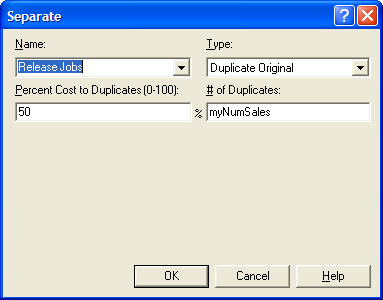 Separate
Name: Type:
Release Jobs Duplicate Original
Percent Cost to Duplicates (0-100): # of Duplicates:
50 % myNumSales
OK Cancel Help